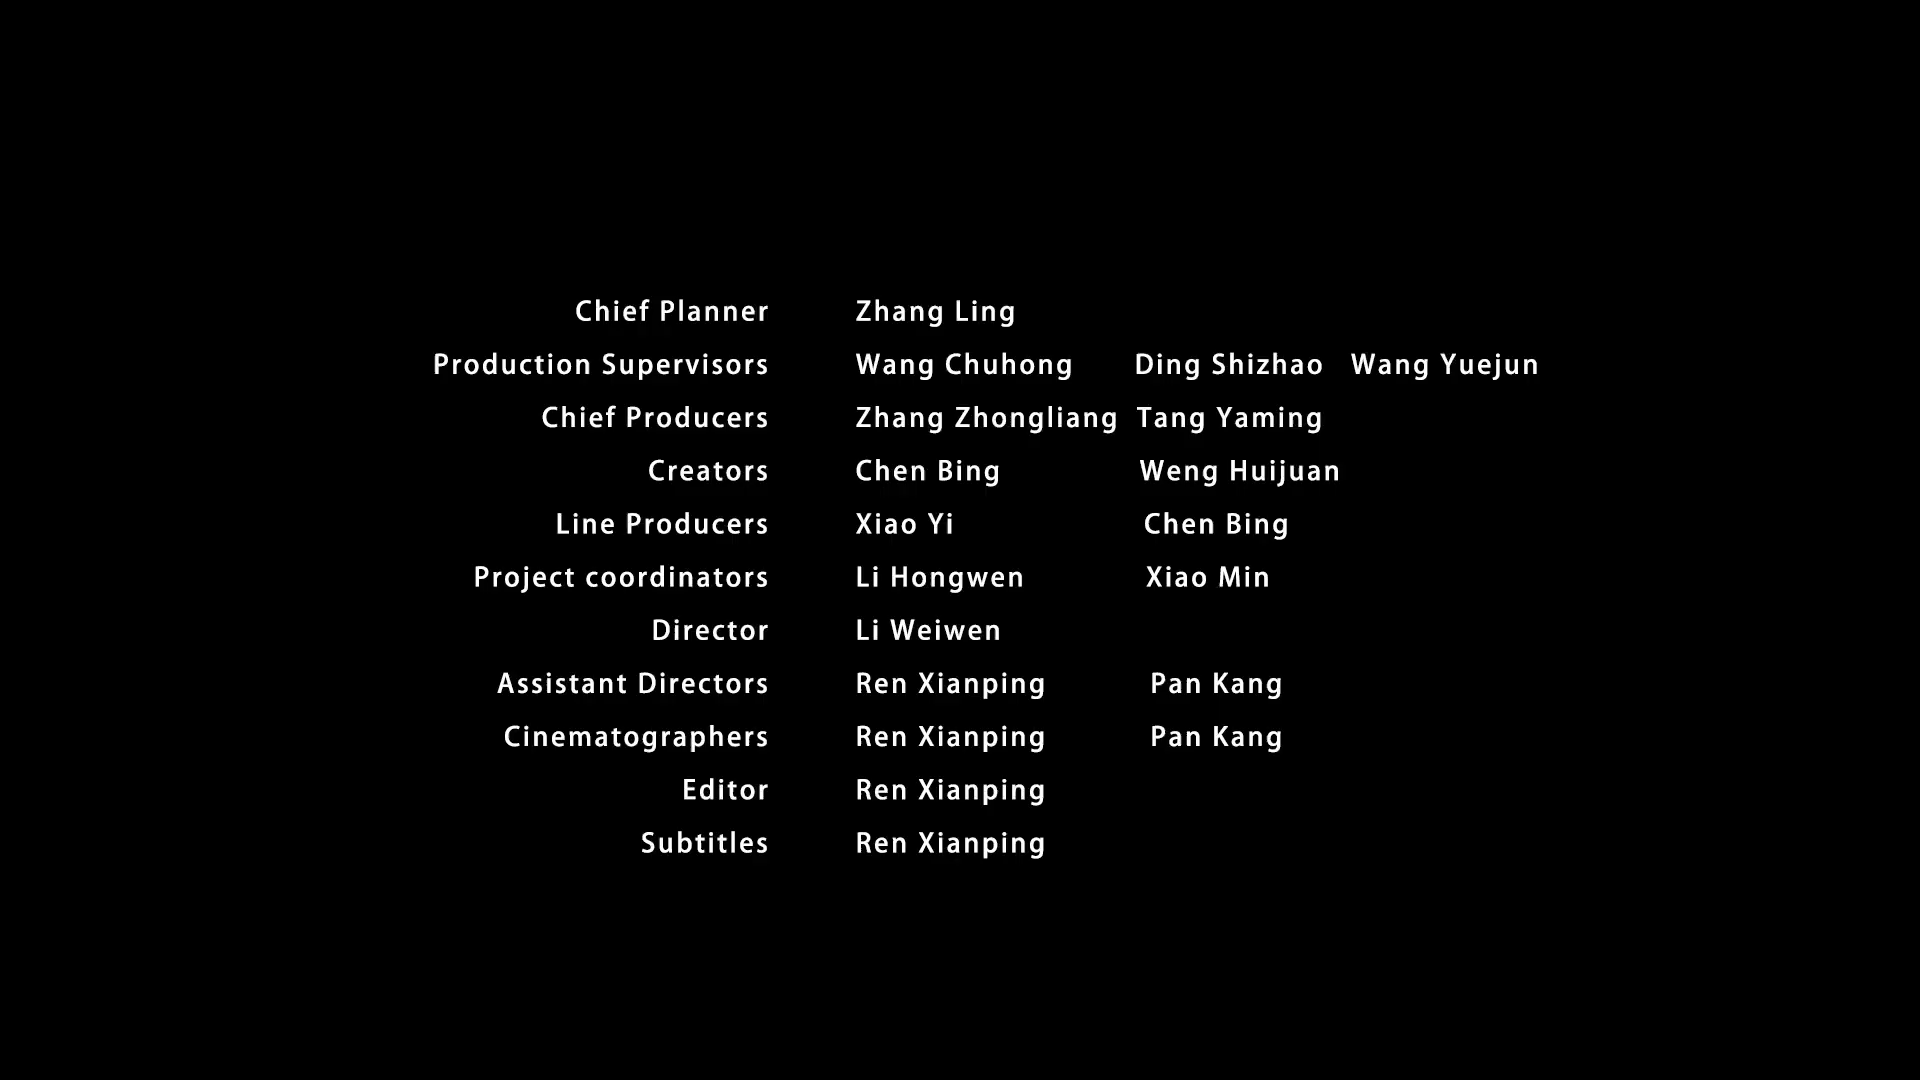 Chief Planner Zhang Ling
Production Supervisors Wang Chuhong Ding Shizhao Wang Yuejun
Chief Producers Zhang Zhongliang Tang Yaming
Creators Chen Bing Weng Huijuan
Line Producers Xiao Yi Chen Bing
Project coordinators Li Hongwen Xiao Min
Director Li Weiwen
Assistant Directors Ren Xianping Pan Kang
Cinematographers Ren Xianping Pan Kang
Editor Ren Xianping
Subtitles Ren Xianping